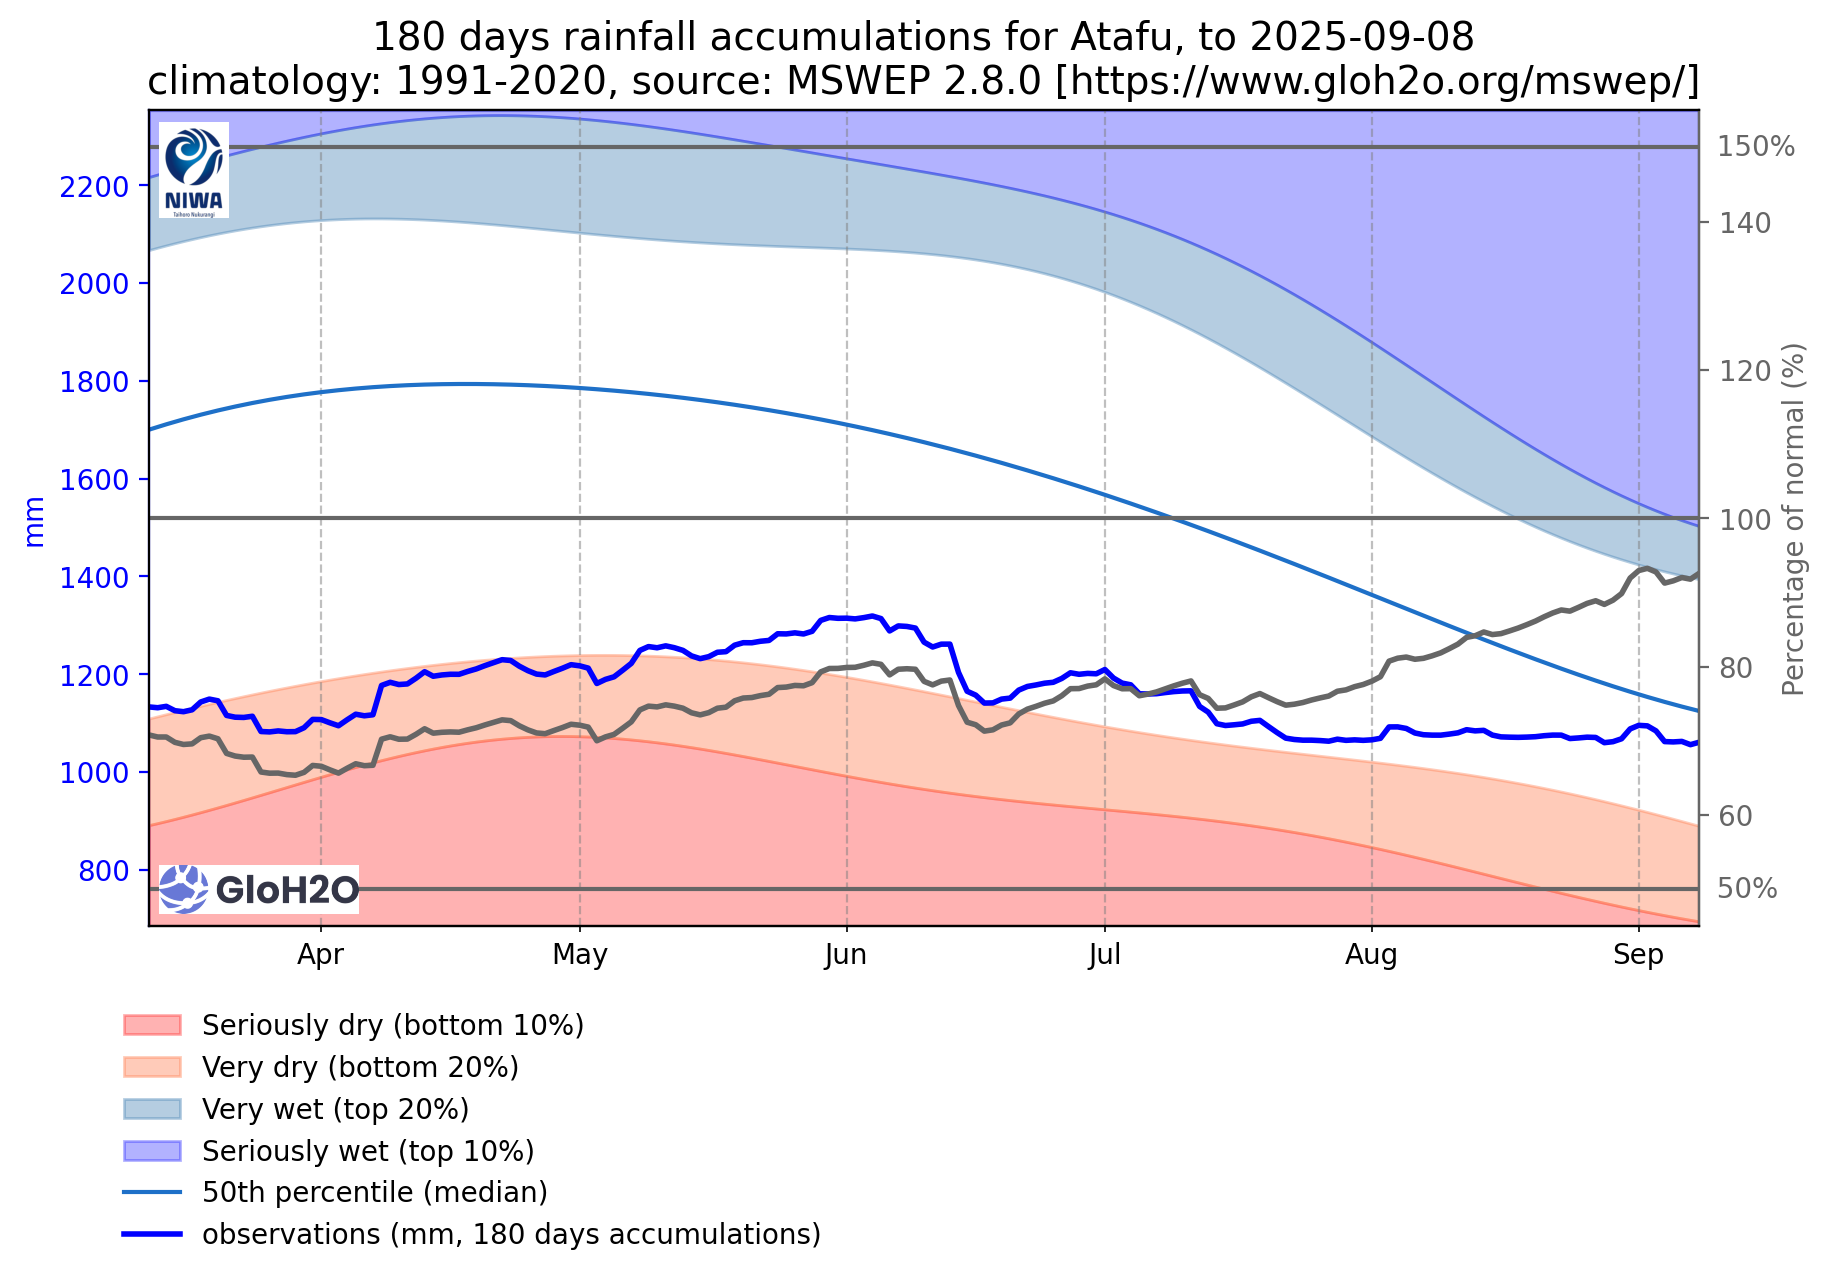 180 days rainfall accumulations for Atafu, to 2025-09-08
climatology: 1991-2020, source: MSWEP 2.8.0 [https://www.gloh2o.org/mswep/]
NIWA
Taihoro Nukurangi
GloH2O
mm
2200
2000
1800
1600
1400
1200
1000
800
150%
140
120
100
80
60
50%
Percentage of normal (%)
Apr
May
Jun
Jul
Aug
Sep
Seriously dry (bottom 10%)
Very dry (bottom 20%)
Very wet (top 20%)
Seriously wet (top 10%)
50th percentile (median)
observations (mm, 180 days accumulations)